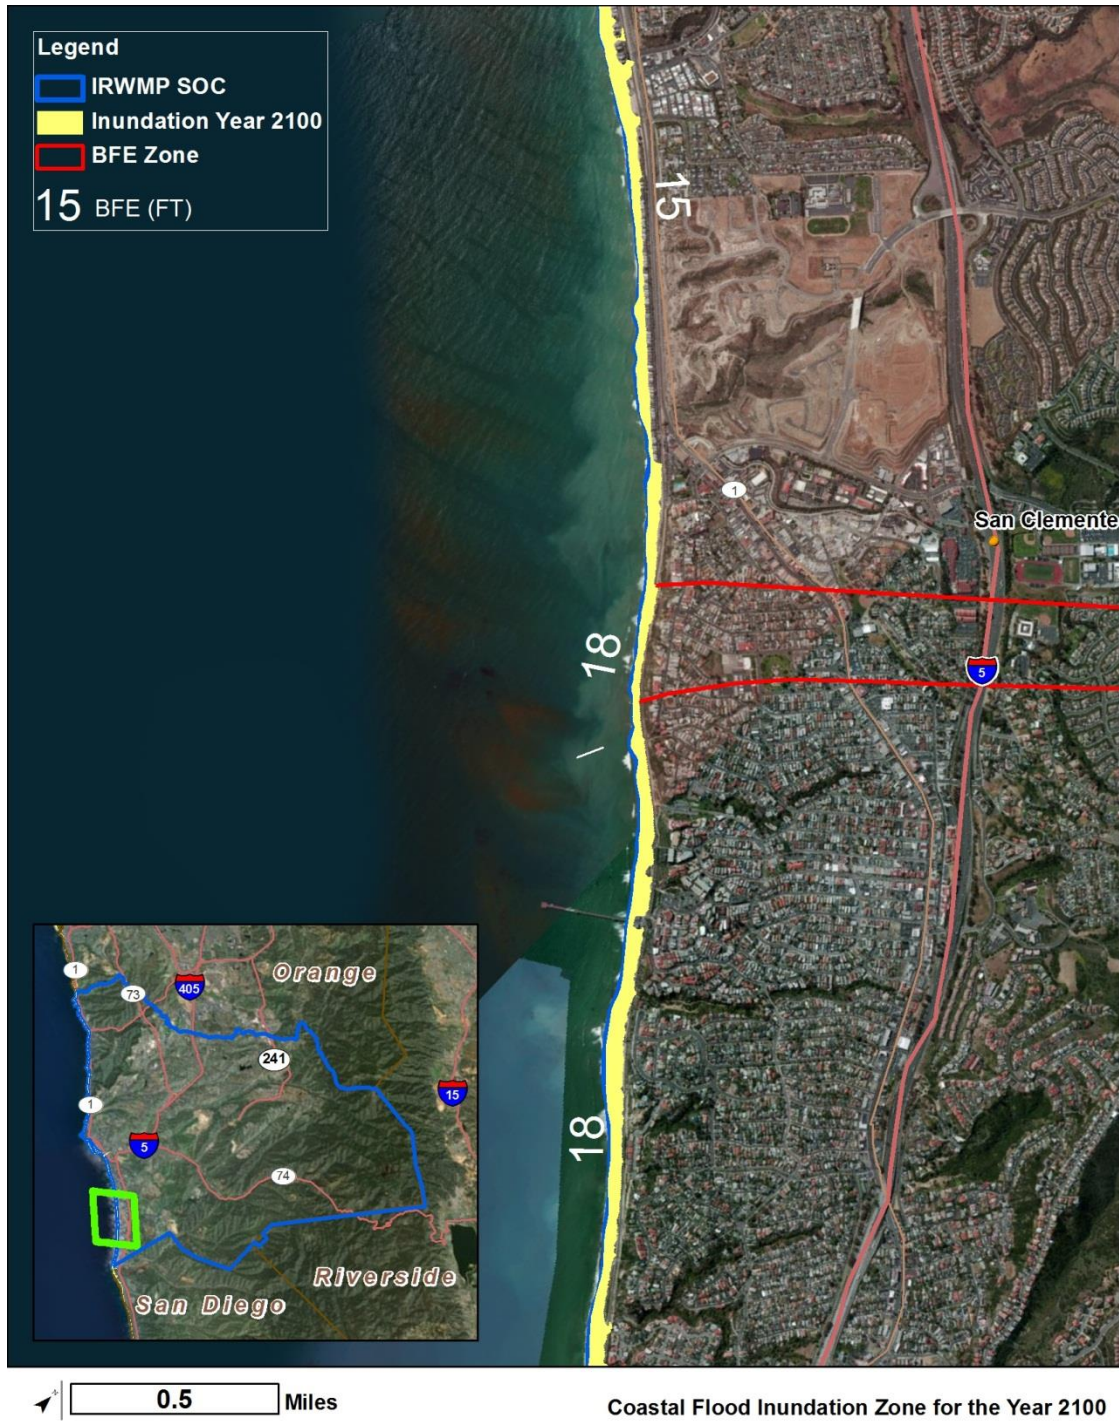 Legend
IRWMP SOC
Inundation Year 2100
BFE Zone
15 BFE (FT)
15
1
San Clemente
18
5
18
Orange
1
73
405
241
1
15
5
74
Riverside
San Diego
N
0.5 Miles
Coastal Flood Inundation Zone for the Year 2100